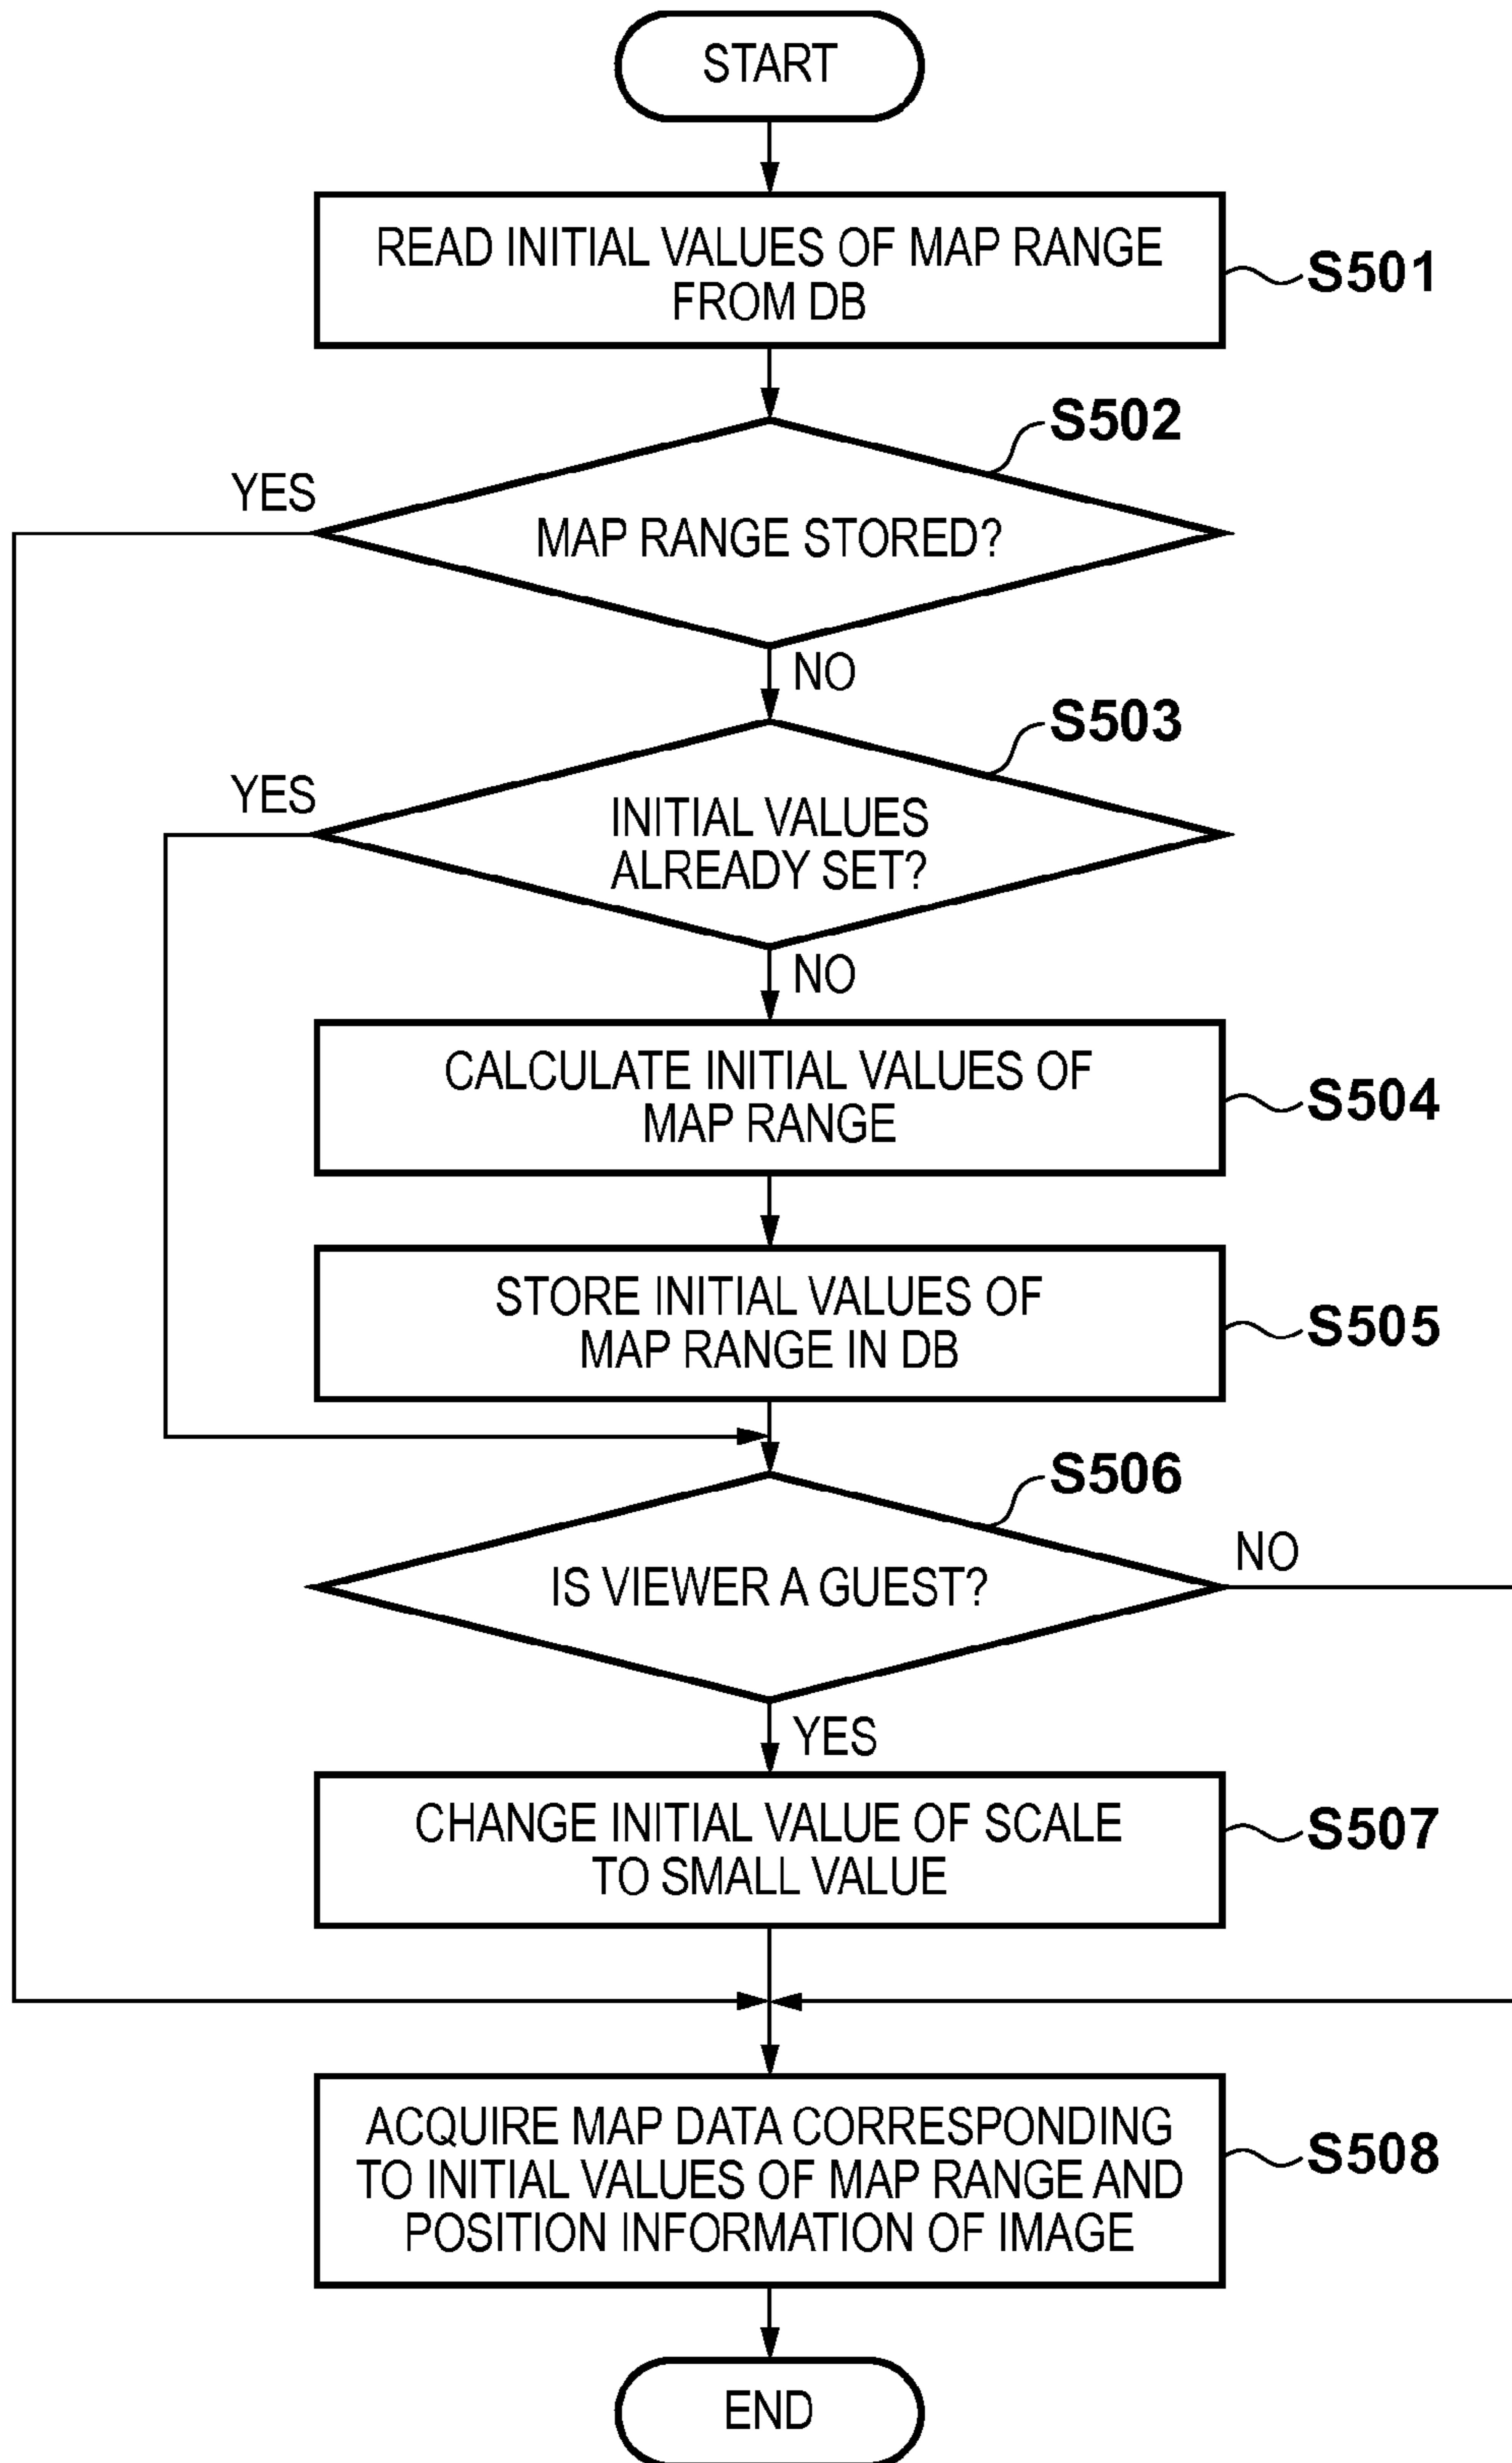 START
READ INITIAL VALUES OF MAP RANGE
FROM DB
S501
S502
YES
MAP RANGE STORED?
NO
S503
YES
INITIAL VALUES
ALREADY SET?
NO
CALCULATE INITIAL VALUES OF
MAP RANGE
S504
STORE INITIAL VALUES OF
MAP RANGE IN DB
S505
S506
NO
IS VIEWER A GUEST?
YES
CHANGE INITIAL VALUE OF SCALE
TO SMALL VALUE
S507
ACQUIRE MAP DATA CORRESPONDING
TO INITIAL VALUES OF MAP RANGE AND
POSITION INFORMATION OF IMAGE
S508
END